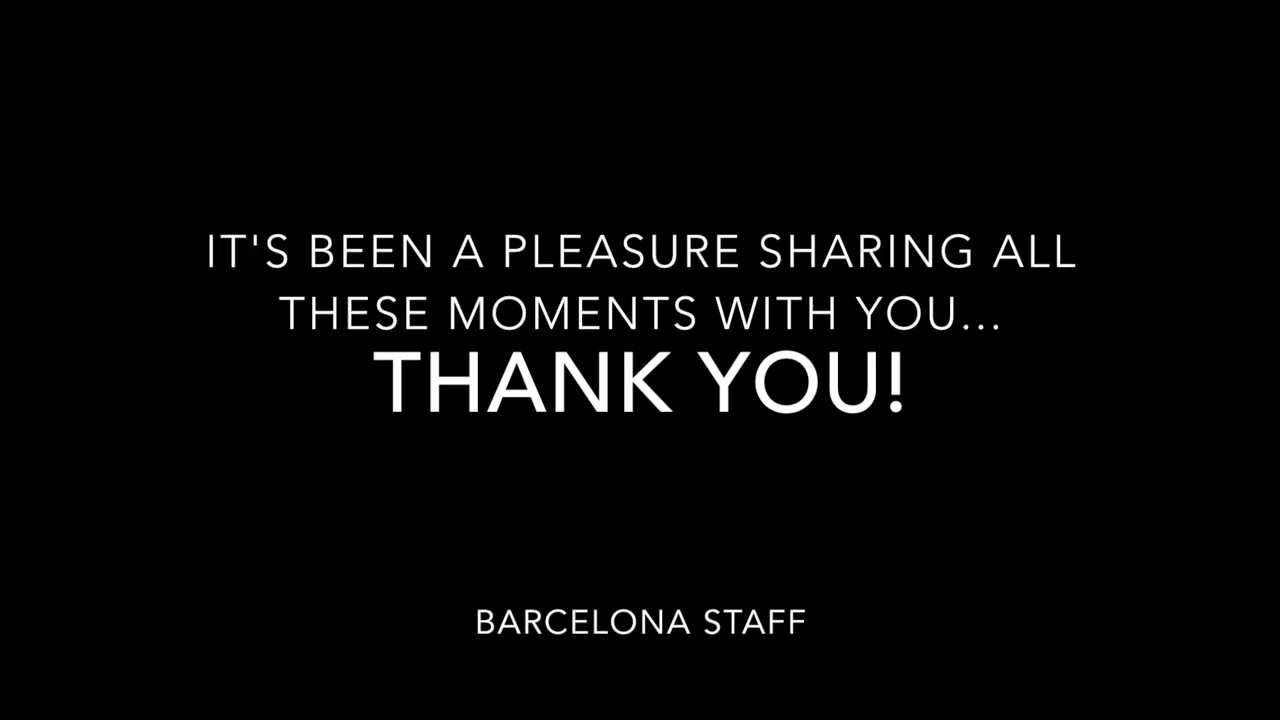 IT'S BEEN A PLEASURE SHARING ALL
THESE MOMENTS WITH YOU...
THANK YOU!
BARCELONA STAFF